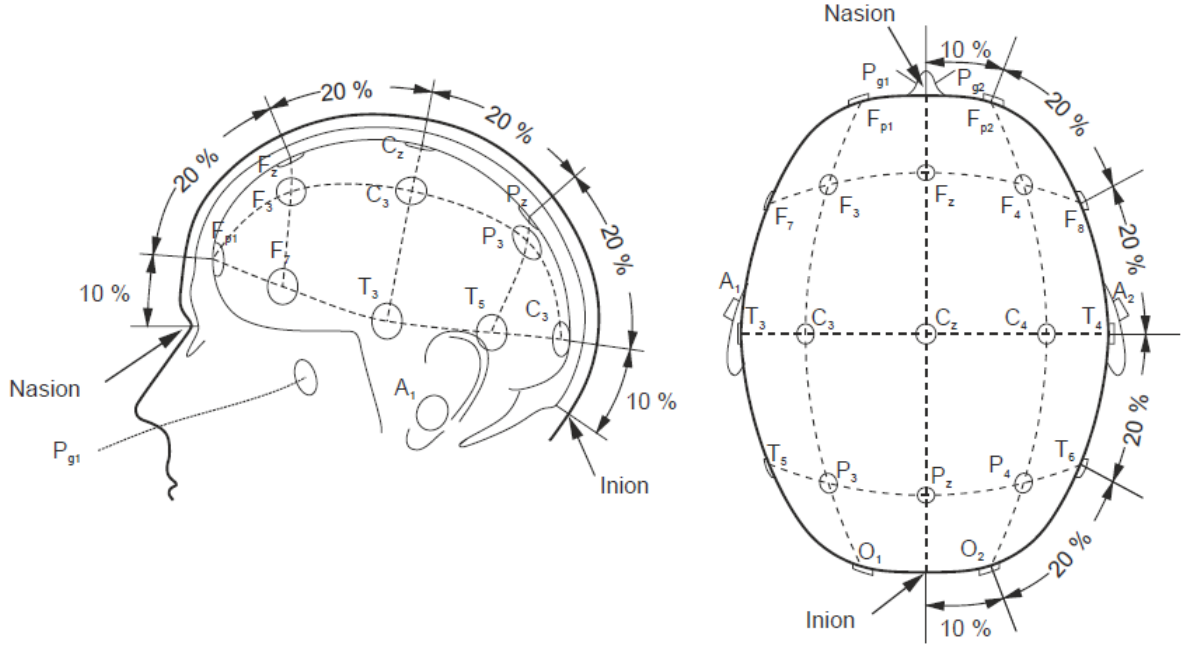 20 %
20 %
20 %
20 %
10 %
10 %
Fz
Cz
F3
C3
Pz
P3
Fp1
F7
T3
T5
C3
A1
Nasion
Pg1
Inion
Nasion
10 %
Pg1
Pg2
20 %
Fp1
Fp2
F7
F3
Fz
F4
F8
20 %
A1
A2
T3
C3
Cz
C4
T4
20 %
T5
P3
Pz
P4
T6
O1
O2
20 %
Inion
10 %